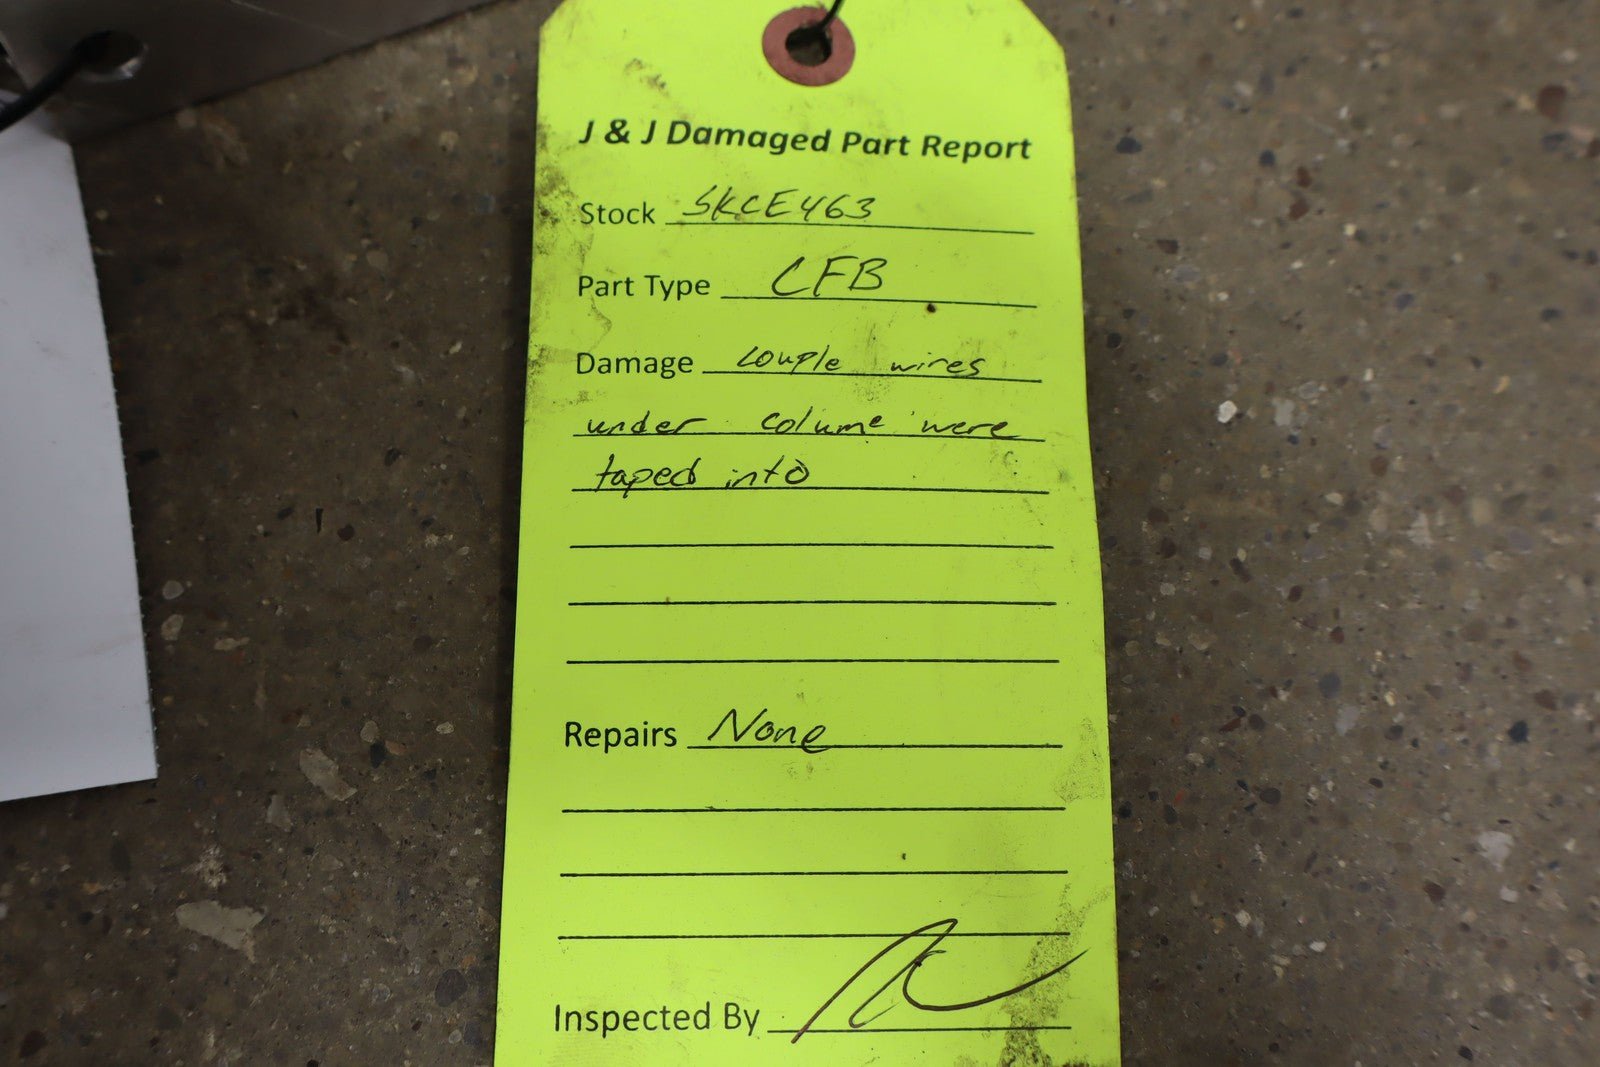 J & J Damaged Part Report
Stock SKCE463
Part Type CFB
Damage couple wires
under colume were
taped into
Repairs None
Inspected By